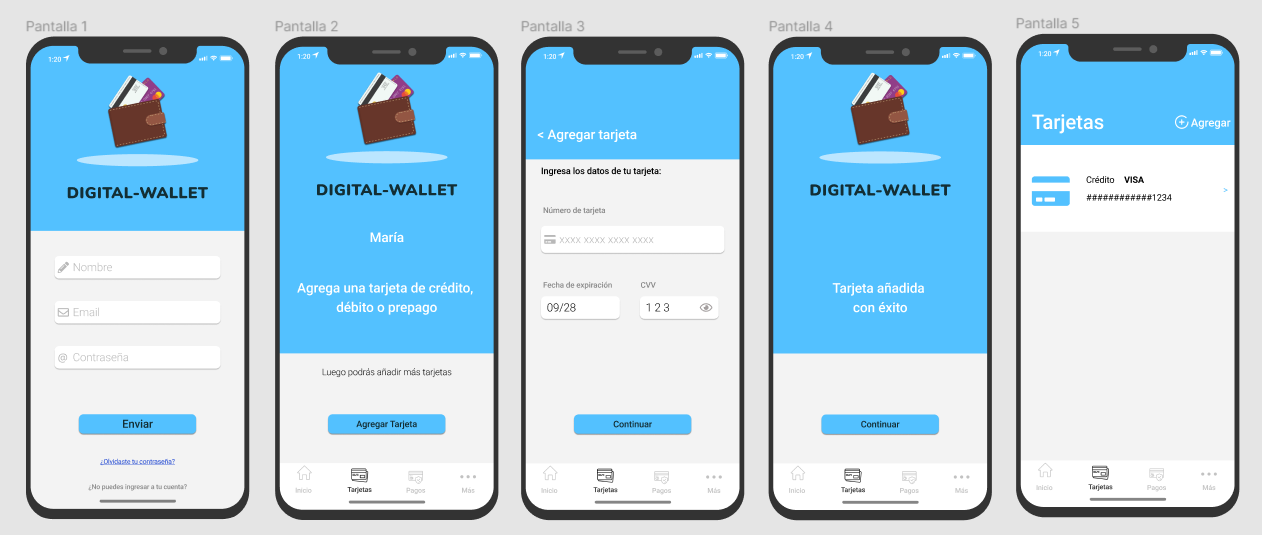 Pantalla 1
1:20
DIGITAL-WALLET
Nombre
Email
@ Contraseña
Enviar
¿Olvidaste tu contraseña?
¿No puedes ingresar a tu cuenta?
Pantalla 2
1:20
DIGITAL-WALLET
María
Agrega una tarjeta de crédito,
débito o prepago
Luego podrás añadir más tarjetas
Agregar Tarjeta
Inicio Tarjetas Pagos Más
Pantalla 3
1:20
< Agregar tarjeta
Ingresa los datos de tu tarjeta:
Número de tarjeta
XXXX XXXX XXXX XXXX
Fecha de expiración CVV
09/28 1 2 3
Continuar
Inicio Tarjetas Pagos Más
Pantalla 4
1:20
DIGITAL-WALLET
Tarjeta añadida
con éxito
Continuar
Inicio Tarjetas Pagos Más
Pantalla 5
1:20
Tarjetas Agregar
Crédito VISA
############1234 >
Inicio Tarjetas Pagos Más